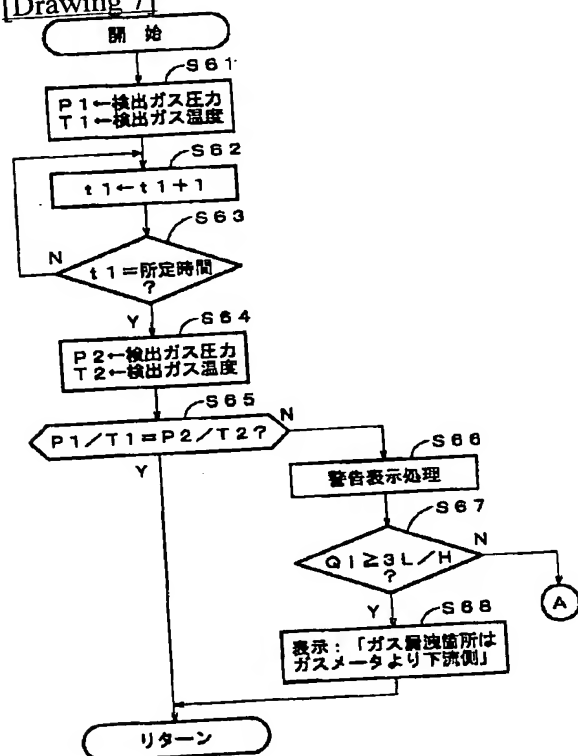 [Drawing 7]
開 始
S61
P1←検出ガス圧力
T1←検出ガス温度
S62
t1←t1+1
S63
N
t1=所定時間
?
Y
S64
P2←検出ガス圧力
T2←検出ガス温度
S65
P1/T1=P2/T2?
N
Y
S66
警告表示処理
S67
Q1≥3L/H
?
N
A
Y
S68
表示:「ガス漏洩箇所は
ガスメータより下流側」
リターン